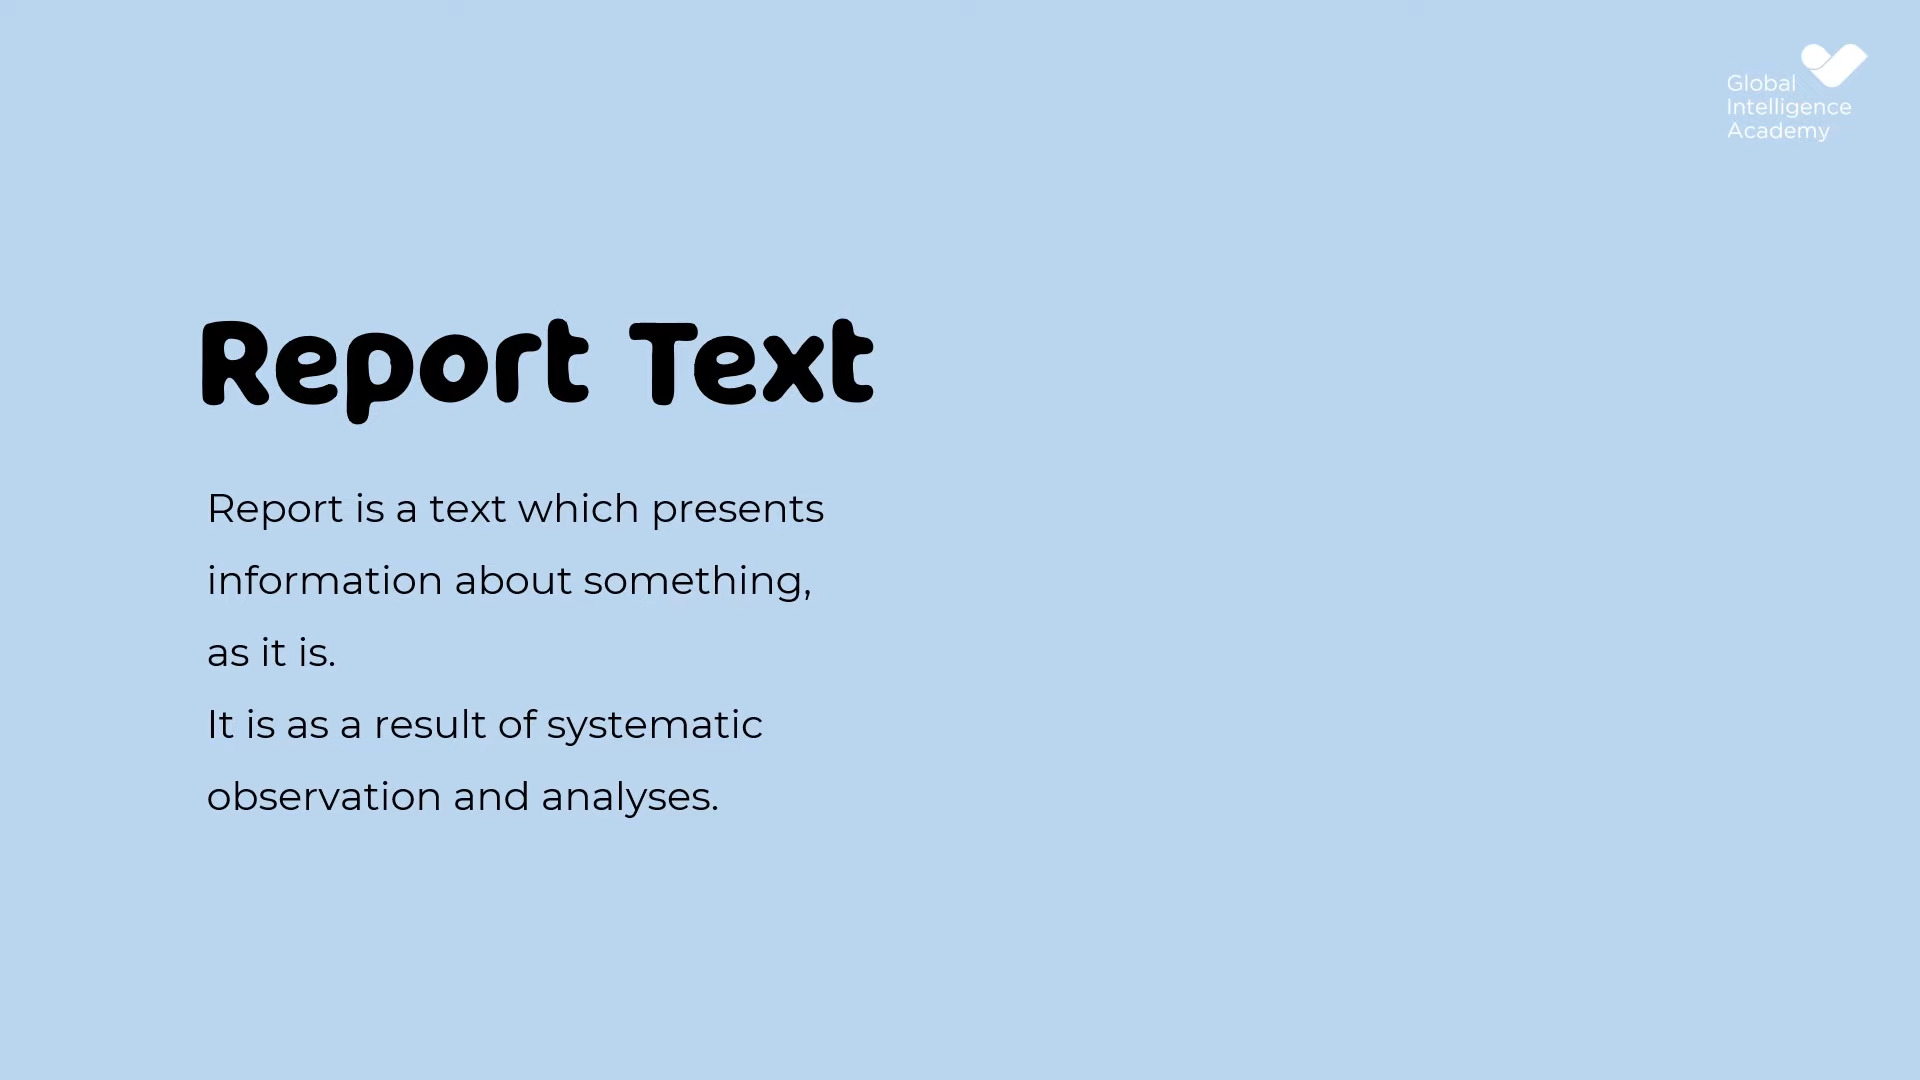 Global
Intelligence
Academy
Report Text
Report is a text which presents
information about something,
as it is.
It is as a result of systematic
observation and analyses.